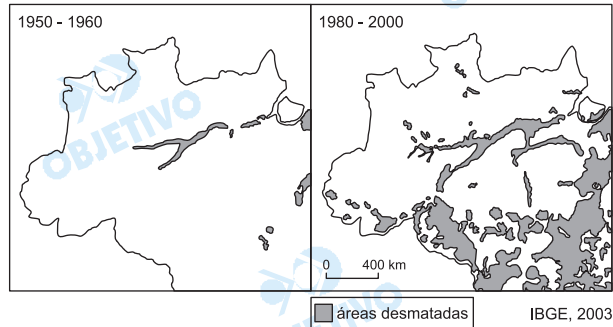 1950 - 1960
1980 - 2000
OBJETIVO
OBJETIVO
0 400 km
áreas desmatadas
IBGE, 2003